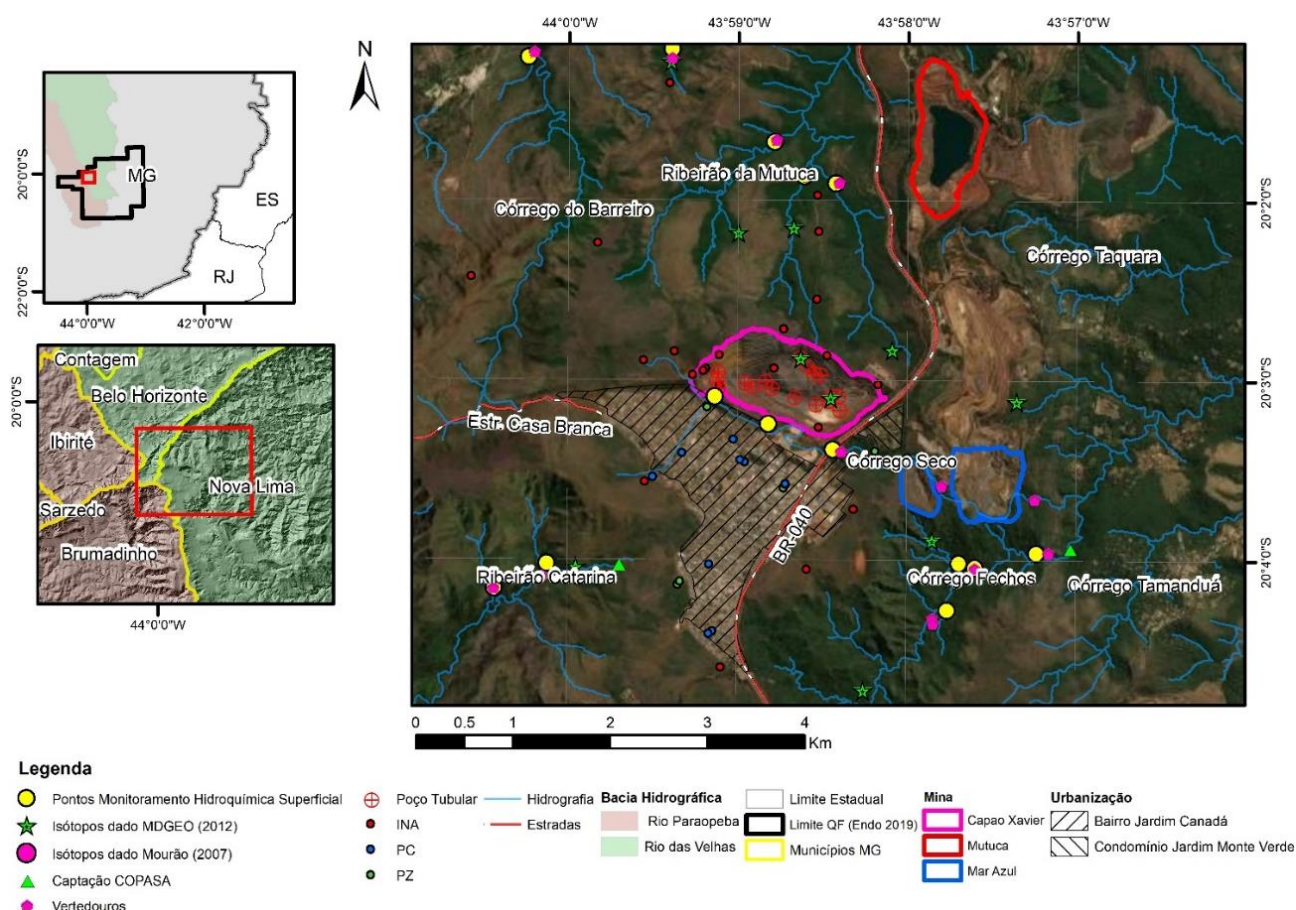 44°0'0"W
43°59'0"W
43°58'0"W
43°57'0"W
N
20°0'0"S
22°0'0"S
MG
ES
RJ
44°0'0"W
42°0'0"W
20°0'0"S
Contagem
Belo Horizonte
Ibirité
Nova Lima
Sarzedo
Brumadinho
44°0'0"W
Ribeirão da Mutuca
Córrego do Barreiro
Córrego Taquara
Estr. Casa Branca
Córrego Seco
BR-040
Ribeirão Catarina
Córrego Fechos
Córrego Tamanduá
20°2'0"S
20°3'0"S
20°4'0"S
0 0.5 1 2 3 4
Km
Legenda
Pontos Monitoramento Hidroquímica Superficial
Isótopos dado MDGEO (2012)
Isótopos dado Mourão (2007)
Captação COPASA
Vertedouros
Poço Tubular
INA
PC
PZ
Hidrografia
Estradas
Bacia Hidrográfica
Rio Paraopeba
Rio das Velhas
Limite Estadual
Limite QF (Endo 2019)
Municípios MG
Mina
Capao Xavier
Mutuca
Mar Azul
Urbanização
Bairro Jardim Canadá
Condomínio Jardim Monte Verde